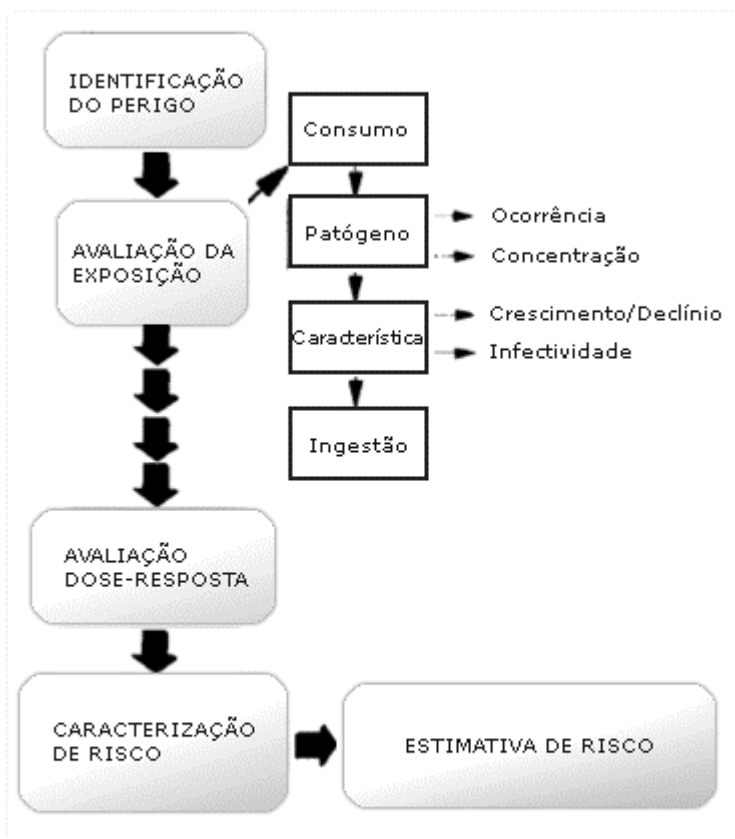 IDENTIFICAÇÃO
DO PERIGO
Consumo
AVALIAÇÃO DA
EXPOSIÇÃO
Patógeno
Ocorrência
Concentração
Característica
Crescimento/Declínio
Infectividade
Ingestão
AVALIAÇÃO
DOSE-RESPOSTA
CARACTERIZAÇÃO
DE RISCO
ESTIMATIVA DE RISCO